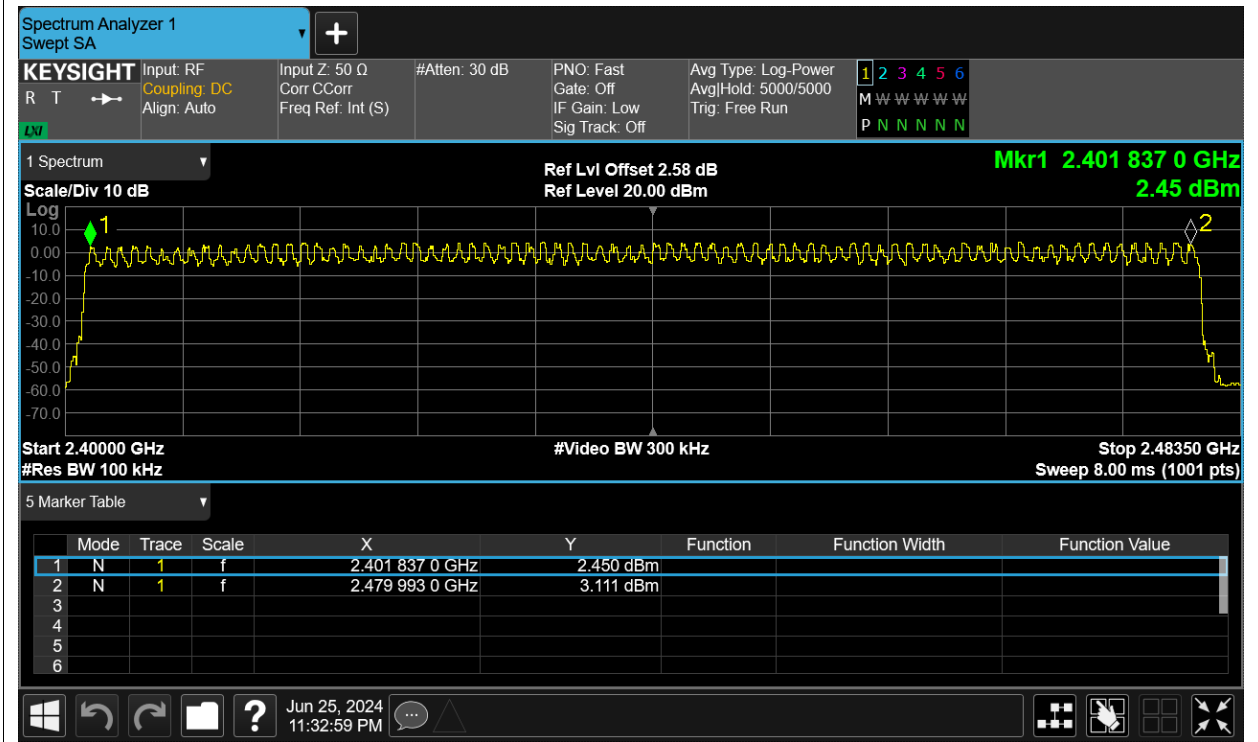 Spectrum Analyzer 1
Swept SA
KEYSIGHT
R T
LXI
Input: RF
Coupling: DC
Align: Auto
Input Z: 50 Ω
Corr CCorr
Freq Ref: Int (S)
#Atten: 30 dB
PNO: Fast
Gate: Off
IF Gain: Low
Sig Track: Off
Avg Type: Log-Power
Avg|Hold: 5000/5000
Trig: Free Run
1 2 3 4 5 6
M W W W W W
P N N N N N
1 Spectrum
Scale/Div 10 dB
Ref Lvl Offset 2.58 dB
Ref Level 20.00 dBm
Mkr1 2.401 837 0 GHz
2.45 dBm
Log
1
2
10.0
0.00
-10.0
-20.0
-30.0
-40.0
-50.0
-60.0
-70.0
Start 2.40000 GHz #Video BW 300 kHz Stop 2.48350 GHz
#Res BW 100 kHz Sweep 8.00 ms (1001 pts)
5 Marker Table
Mode Trace Scale X Y Function Function Width Function Value
1 N 1 f 2.401 837 0 GHz 2.450 dBm
2 N 1 f 2.479 993 0 GHz 3.111 dBm
3
4
5
6
?
Jun 25, 2024
11:32:59 PM